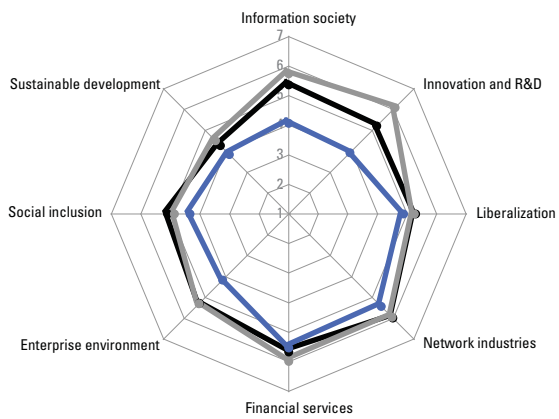 Information society
7
Sustainable development
6
Innovation and R&D
5
4
3
2
Social inclusion
1
Liberalization
Enterprise environment
Network industries
Financial services